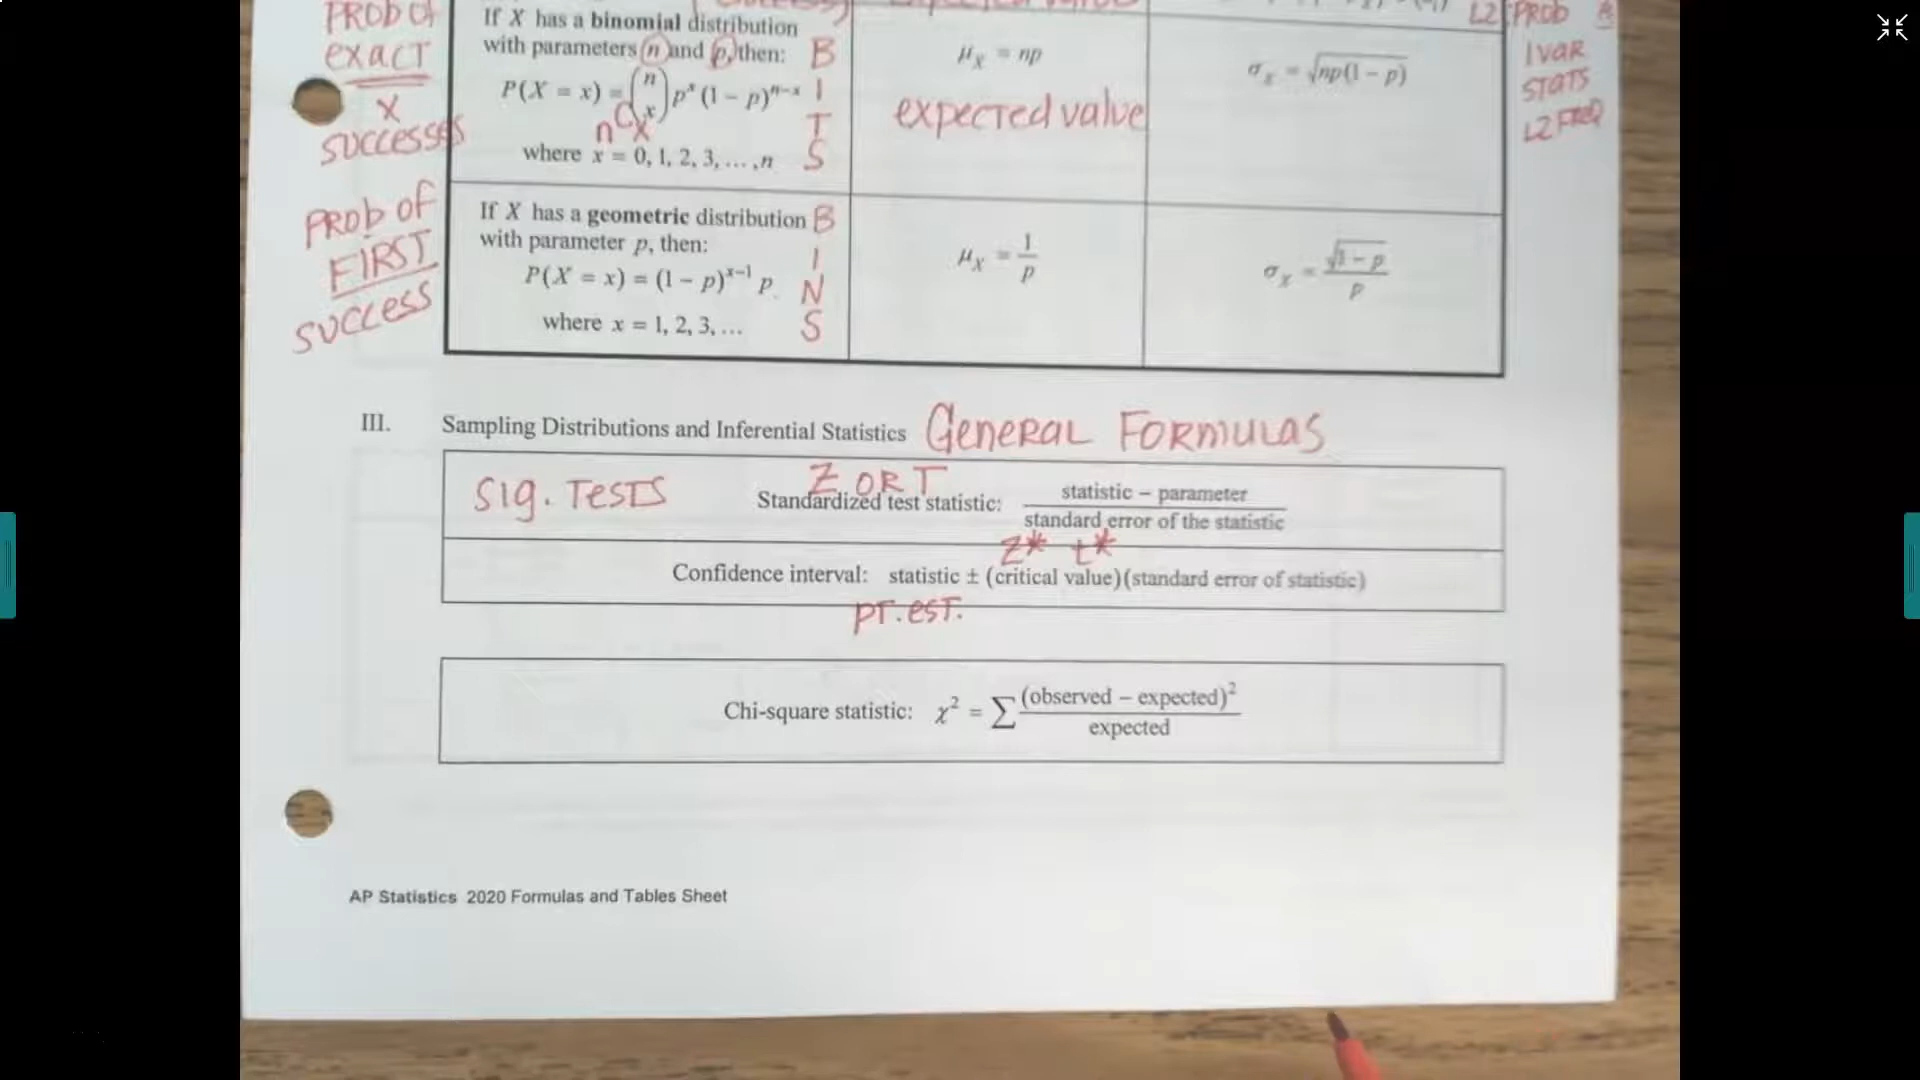 PROB OF
exact
X
SUCCESSES
If X has a binomial distribution
with parameters n and p, then:
P(X = x) = (n x) p^x (1 − p)^n−x
nCx
where x = 0, 1, 2, 3, … ,n
B
I
T
S
μX = np
expected value
σX = √np(1 − p)
L2 PROB
1 VAR
STATS
L2 FREQ
PROB OF
FIRST
SUCCESS
If X has a geometric distribution
with parameter p, then:
P(X = x) = (1 − p)^x−1 p
where x = 1, 2, 3, …
B
I
N
S
μX = 1/p
σX = √1 − p / p
III. Sampling Distributions and Inferential Statistics GENERAL FORMULAS
Sig. TESTS
Z OR T
Standardized test statistic: statistic − parameter / standard error of the statistic
z* t*
Confidence interval: statistic ± (critical value)(standard error of statistic)
PT. EST.
Chi-square statistic: χ² = ∑ (observed − expected)² / expected
AP Statistics 2020 Formulas and Tables Sheet